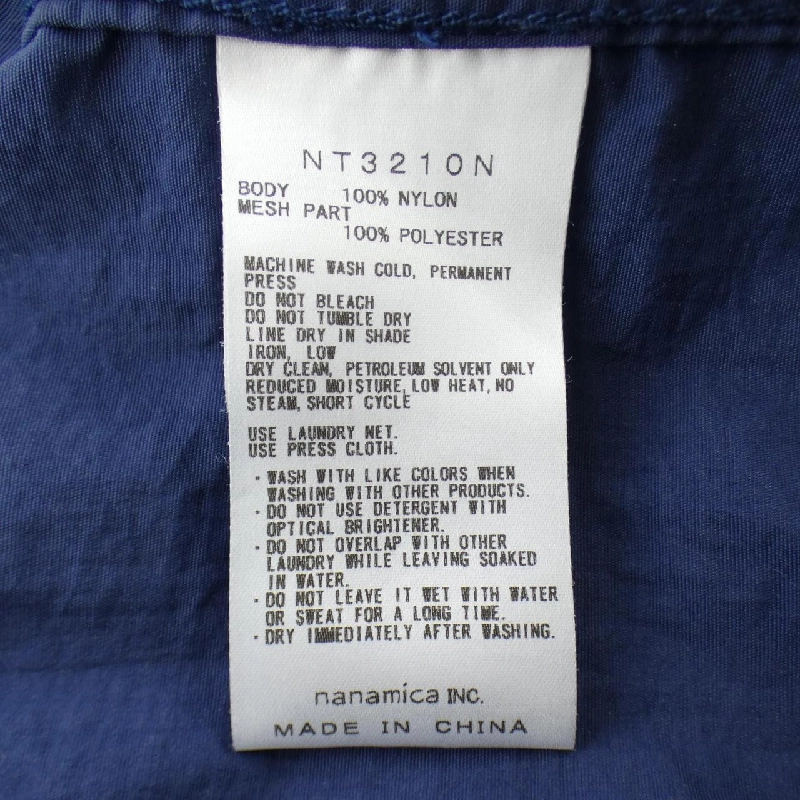 NT3210N
BODY 100% NYLON
MESH PART
100% POLYESTER
MACHINE WASH COLD, PERMANENT
PRESS
DO NOT BLEACH
DO NOT TUMBLE DRY
LINE DRY IN SHADE
IRON, LOW
DRY CLEAN, PETROLEUM SOLVENT ONLY
REDUCED MOISTURE, LOW HEAT, NO
STEAM, SHORT CYCLE
USE LAUNDRY NET.
USE PRESS CLOTH.
・WASH WITH LIKE COLORS WHEN
WASHING WITH OTHER PRODUCTS.
・DO NOT USE DETERGENT WITH
OPTICAL BRIGHTENER.
・DO NOT OVERLAP WITH OTHER
LAUNDRY WHILE LEAVING SOAKED
IN WATER.
・DO NOT LEAVE IT WET WITH WATER
OR SWEAT FOR A LONG TIME.
・DRY IMMEDIATELY AFTER WASHING.
nanamica INC.
MADE IN CHINA